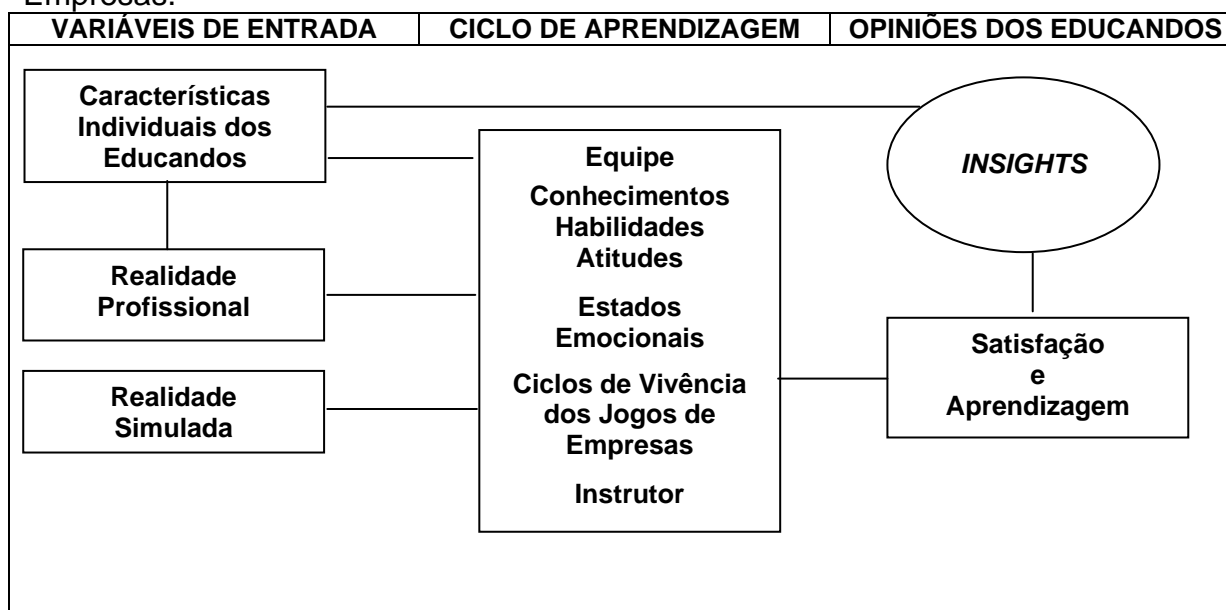 Empresas.
VARIÁVEIS DE ENTRADA
CICLO DE APRENDIZAGEM
OPINIÕES DOS EDUCANDOS
Características
Individuais dos
Educandos
Realidade
Profissional
Realidade
Simulada
Equipe
Conhecimentos
Habilidades
Atitudes
Estados
Emocionais
Ciclos de Vivência
dos Jogos de
Empresas
Instrutor
INSIGHTS
Satisfação
e
Aprendizagem